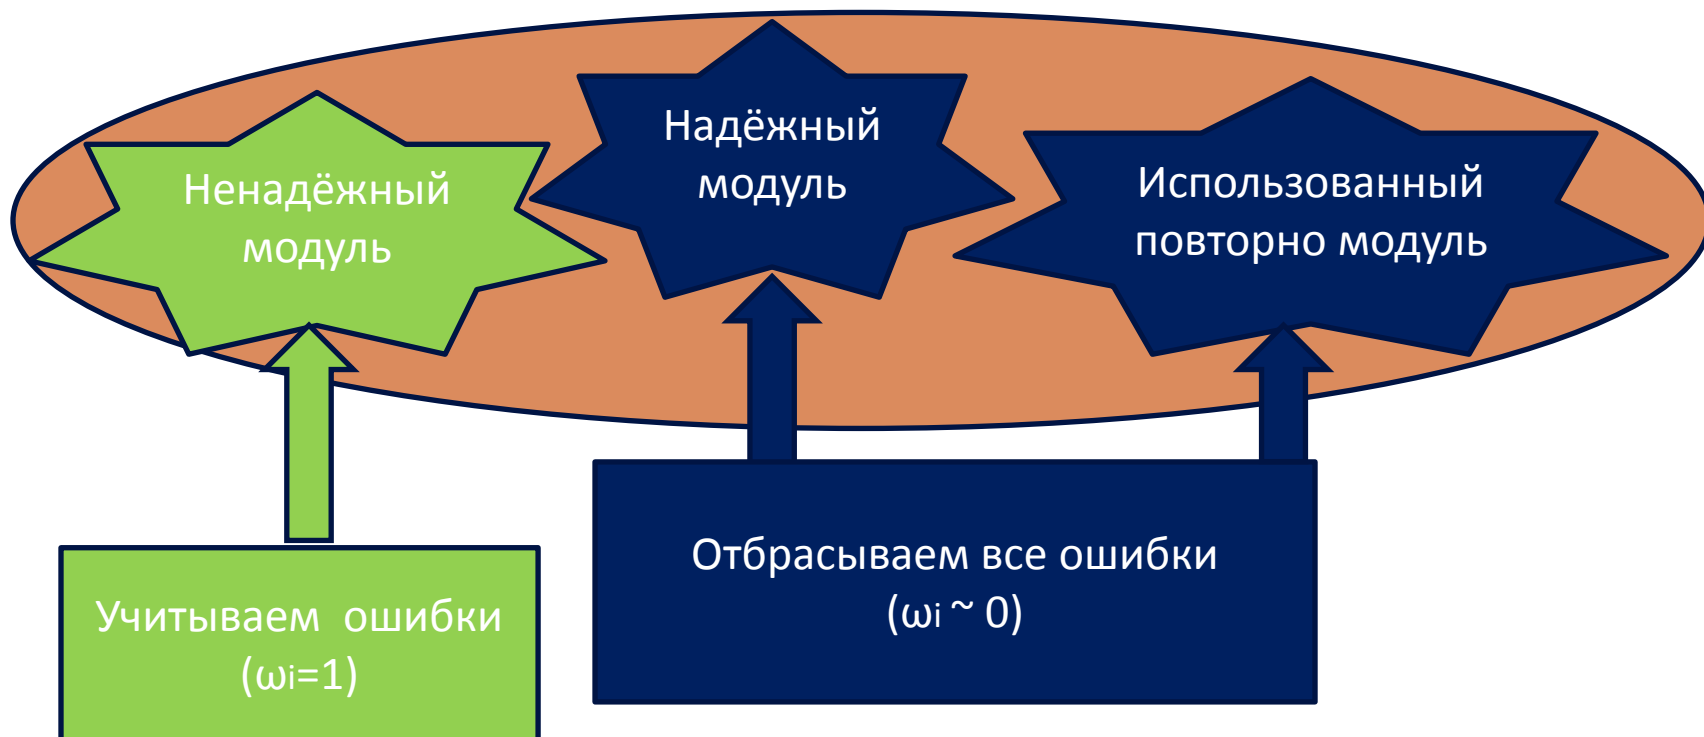 Ненадёжный
модуль
Надёжный
модуль
Использованный
повторно модуль
Учитываем  ошибки
(ωi=1)
Отбрасываем все ошибки
(ωi ~ 0)